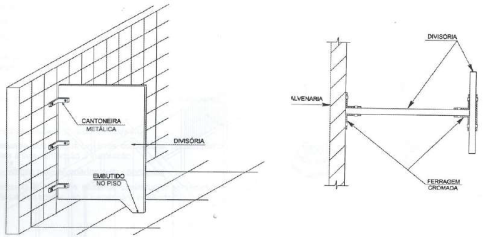 CANTONEIRA
METÁLICA
DIVISÓRIA
EMBUTIDO
NO PISO
DIVISÓRIA
ALVENARIA
FERRAGEM
CROMADA